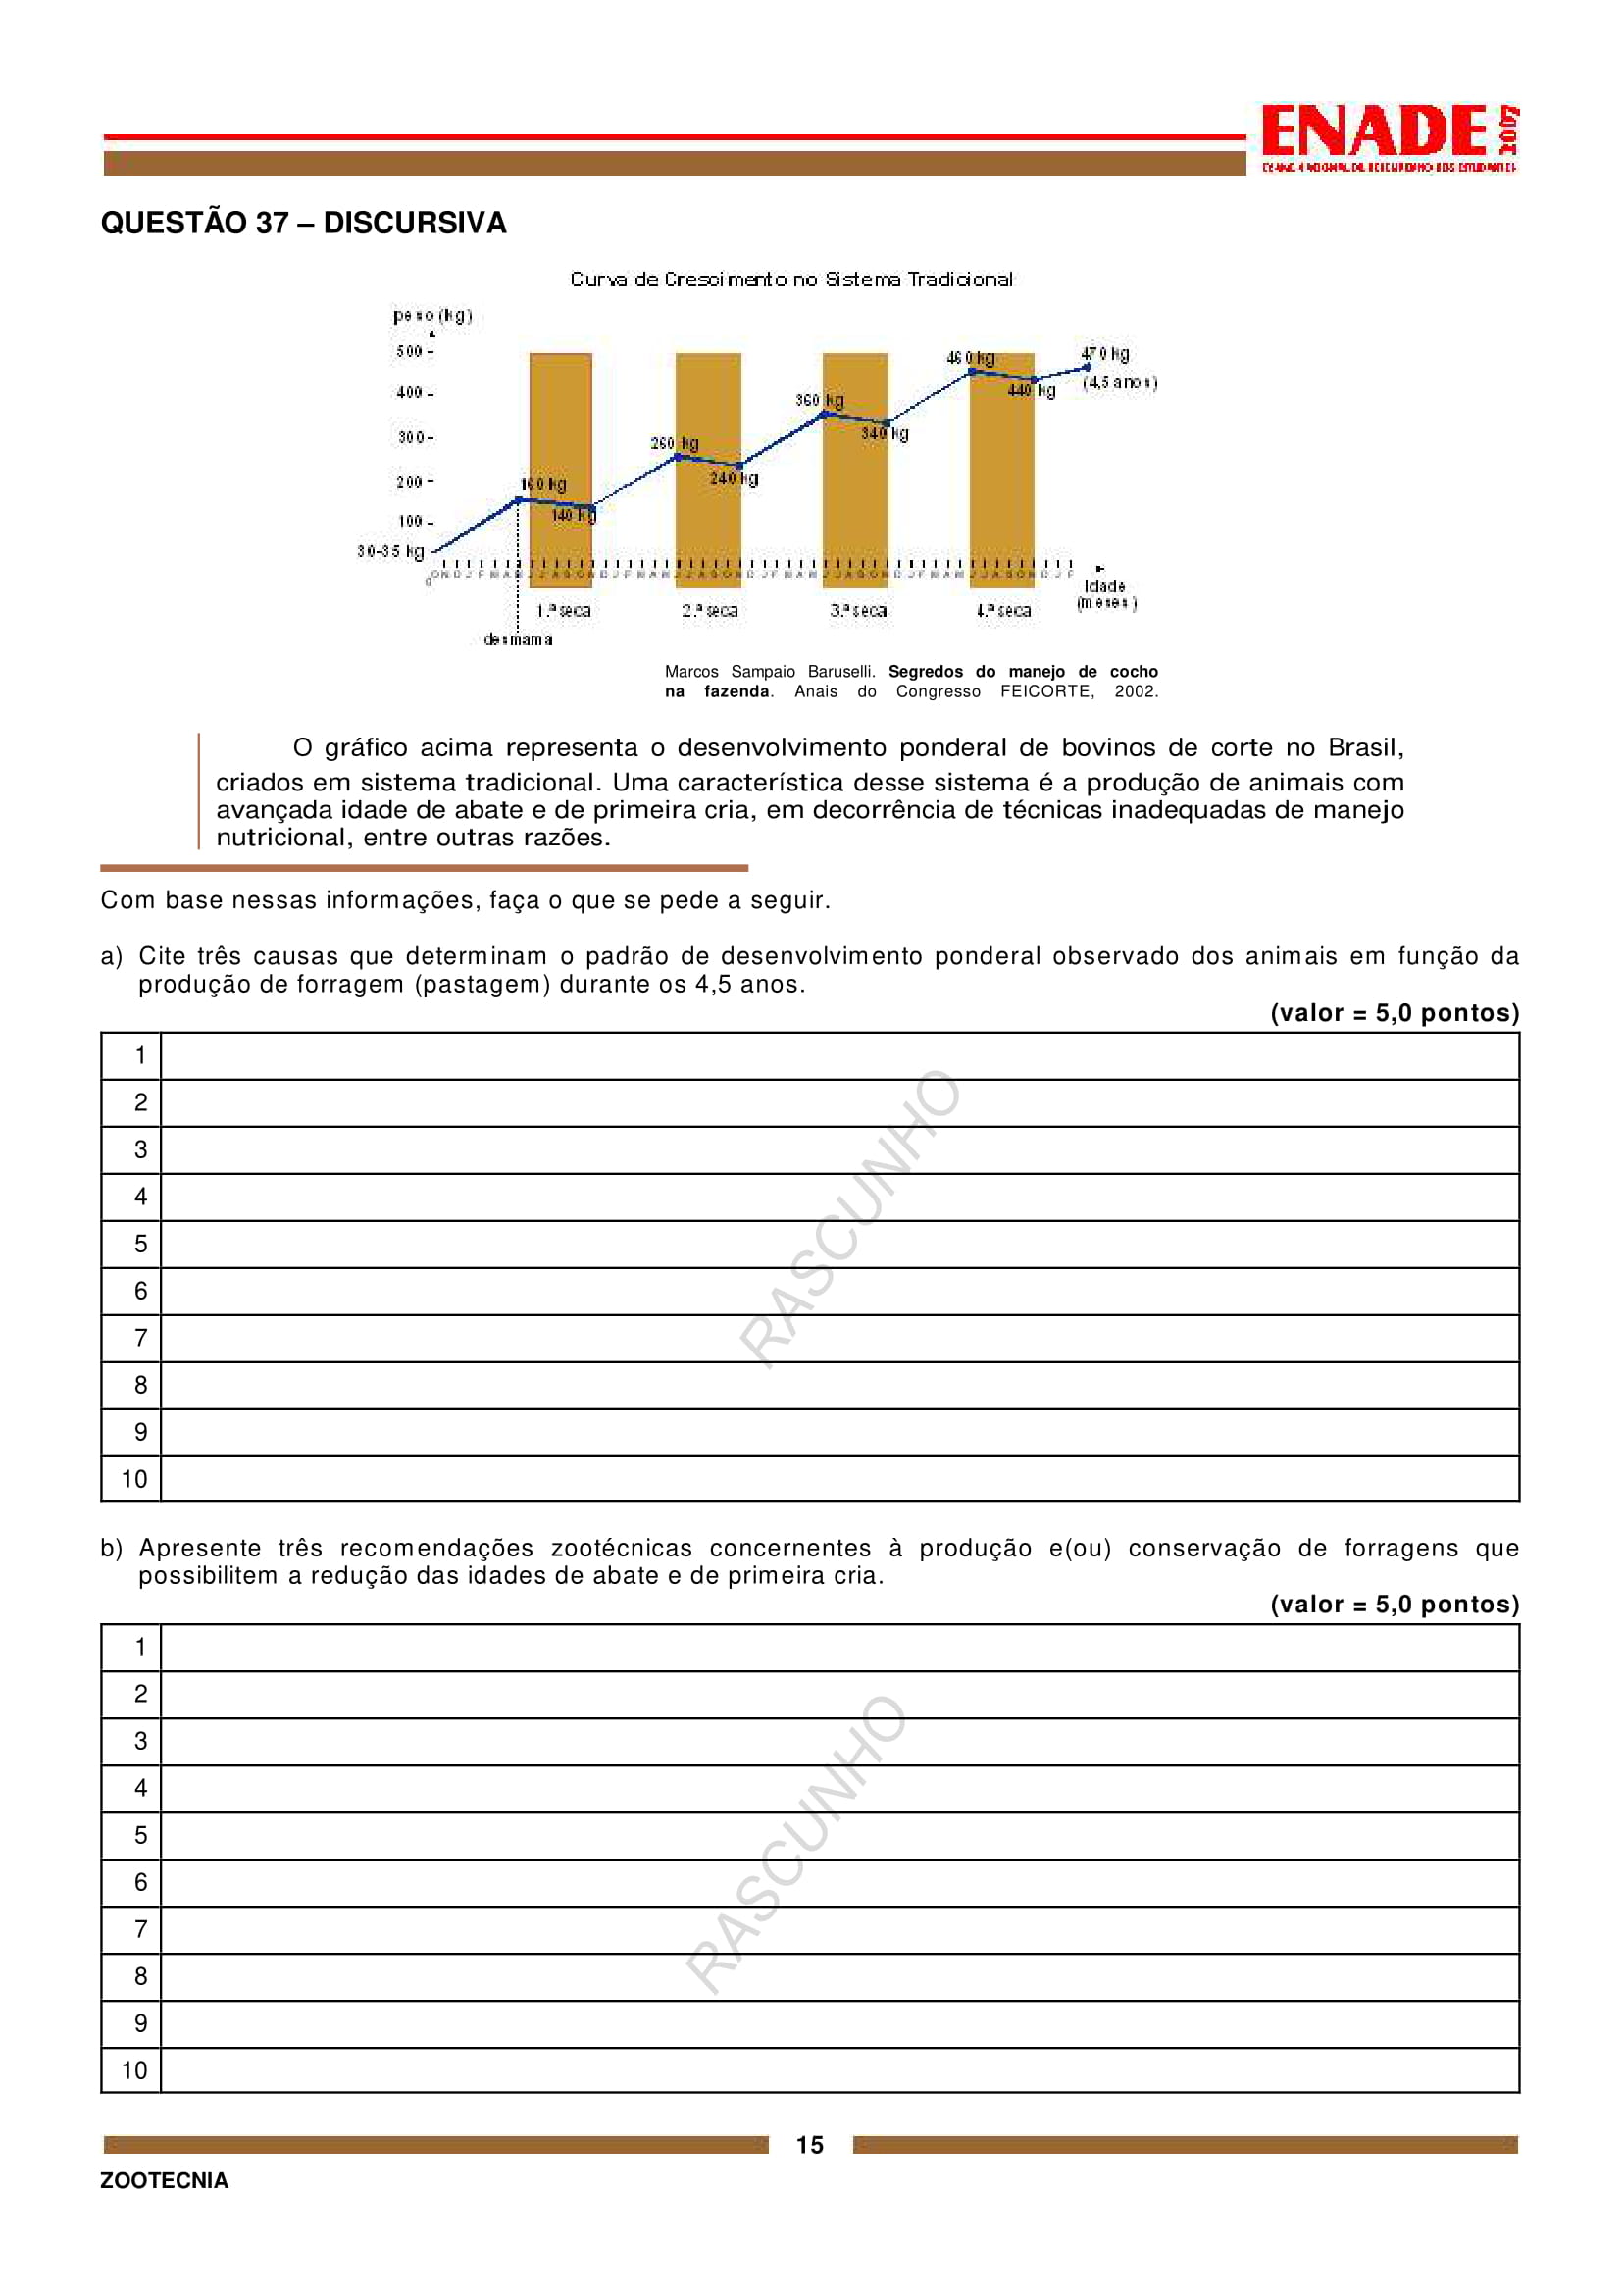 ENADE 2007
EXAME NACIONAL DE DESEMPENHO DOS ESTUDANTES
QUESTÃO 37 – DISCURSIVA
Curva de Crescimento no Sistema Tradicional
peso (kg)
500
400
300
200
100
30-35 kg
0
160 kg
140 kg
260 kg
240 kg
360 kg
340 kg
460 kg
440 kg
470 kg
(4,5 anos)
O N D J F M A M J J A S O N D J F M A M J J A S O N D J F M A M J J A S O N D J F M A M J J A S O N D J F
idade
(meses)
1.ª seca
2.ª seca
3.ª seca
4.ª seca
desmama
Marcos Sampaio Baruselli. Segredos do manejo de cocho
na fazenda. Anais do Congresso FEICORTE, 2002.
O gráfico acima representa o desenvolvimento ponderal de bovinos de corte no Brasil,
criados em sistema tradicional. Uma característica desse sistema é a produção de animais com
avançada idade de abate e de primeira cria, em decorrência de técnicas inadequadas de manejo
nutricional, entre outras razões.
Com base nessas informações, faça o que se pede a seguir.
a) Cite três causas que determinam o padrão de desenvolvimento ponderal observado dos animais em função da
produção de forragem (pastagem) durante os 4,5 anos.
(valor = 5,0 pontos)
1
2
3
4
5
6
7
8
9
10
RASCUNHO
b) Apresente três recomendações zootécnicas concernentes à produção e(ou) conservação de forragens que
possibilitem a redução das idades de abate e de primeira cria.
(valor = 5,0 pontos)
1
2
3
4
5
6
7
8
9
10
RASCUNHO
15
ZOOTECNIA